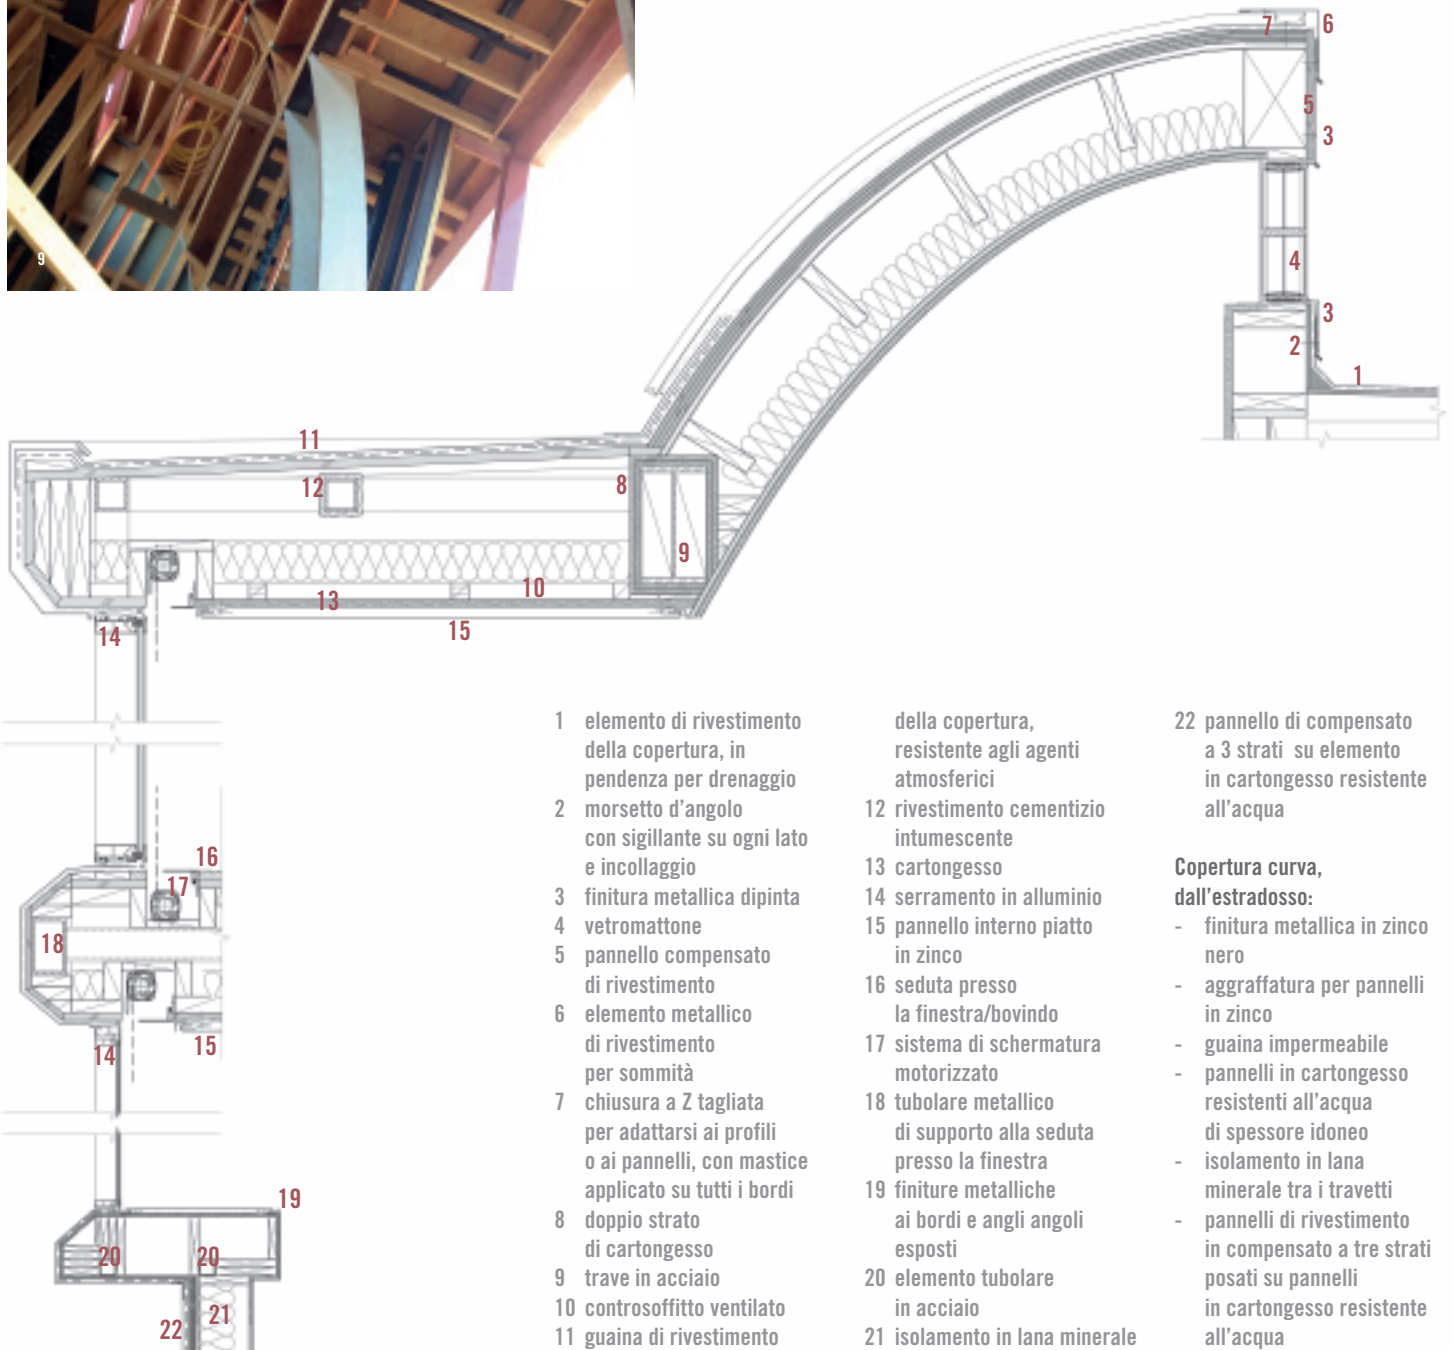 9
7
6
5
3
4
3
2
1
11
12
8
9
10
13
15
14
16
17
18
14
15
19
20
20
21
22
1 elemento di rivestimento
della copertura, in
pendenza per drenaggio
2 morsetto d'angolo
con sigillante su ogni lato
e incollaggio
3 finitura metallica dipinta
4 vetromattone
5 pannello compensato
di rivestimento
6 elemento metallico
di rivestimento
per sommità
7 chiusura a Z tagliata
per adattarsi ai profili
o ai pannelli, con mastice
applicato su tutti i bordi
8 doppio strato
di cartongesso
9 trave in acciaio
10 controsoffitto ventilato
11 guaina di rivestimento
della copertura,
resistente agli agenti
atmosferici
12 rivestimento cementizio
intumescente
13 cartongesso
14 serramento in alluminio
15 pannello interno piatto
in zinco
16 seduta presso
la finestra/bovindo
17 sistema di schermatura
motorizzato
18 tubolare metallico
di supporto alla seduta
presso la finestra
19 finiture metalliche
ai bordi e angli angoli
esposti
20 elemento tubolare
in acciaio
21 isolamento in lana minerale
22 pannello di compensato
a 3 strati su elemento
in cartongesso resistente
all'acqua
Copertura curva,
dall'estradosso:
- finitura metallica in zinco
nero
- aggraffatura per pannelli
in zinco
- guaina impermeabile
- pannelli in cartongesso
resistenti all'acqua
di spessore idoneo
- isolamento in lana
minerale tra i travetti
- pannelli di rivestimento
in compensato a tre strati
posati su pannelli
in cartongesso resistente
all'acqua